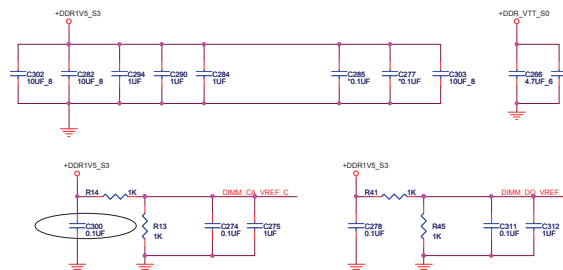 +DDR1V5_S3
+DDR_VTT_S0
C302
10UF_8
C282
10UF_8
C294
1UF
C290
1UF
C284
1UF
C285
*0.1UF
C277
*0.1UF
C303
10UF_8
C266
4.7UF_6
+DDR1V5_S3
+DDR1V5_S3
R14
1K
DIMM_CA_VREF_C
R41
1K
DIMM_DQ_VREF
C300
0.1UF
R13
1K
C274
0.1UF
C275
1UF
C278
0.1UF
R45
1K
C311
0.1UF
C312
1UF